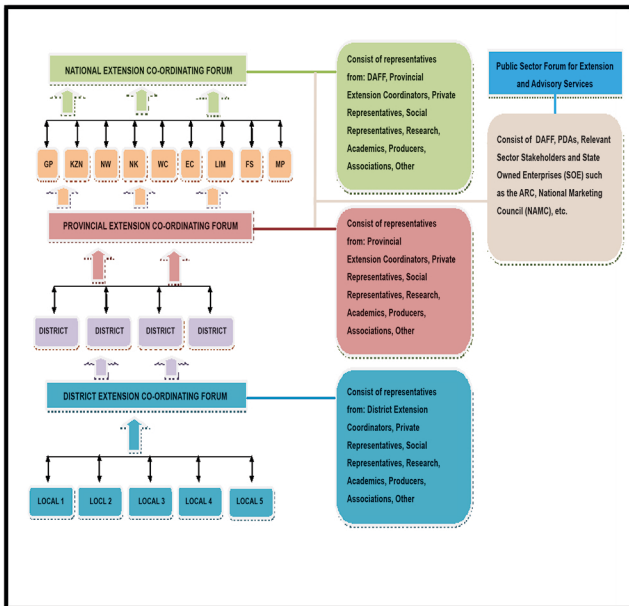 NATIONAL EXTENSION CO-ORDINATING FORUM
Consist of representatives
from: DAFF, Provincial
Extension Coordinators, Private
Representatives, Social
Representatives, Research,
Academics, Producers,
Associations, Other
Public Sector Forum for Extension
and Advisory Services
Consist of DAFF, PDAs, Relevant
Sector Stakeholders and State
Owned Enterprises (SOE) such
as the ARC, National Marketing
Council (NAMC), etc.
GP
KZN
NW
NK
WC
EC
LIM
FS
MP
PROVINCIAL EXTENSION CO-ORDINATING FORUM
Consist of representatives
from: Provincial
Extension Coordinators, Private
Representatives, Social
Representatives, Research,
Academics, Producers,
Associations, Other
DISTRICT
DISTRICT
DISTRICT
DISTRICT
DISTRICT EXTENSION CO-ORDINATING FORUM
Consist of representatives
from: District Extension
Coordinators, Private
Representatives, Social
Representatives, Research,
Academics, Producers,
Associations, Other
LOCAL 1
LOCL 2
LOCAL 3
LOCAL 4
LOCAL 5